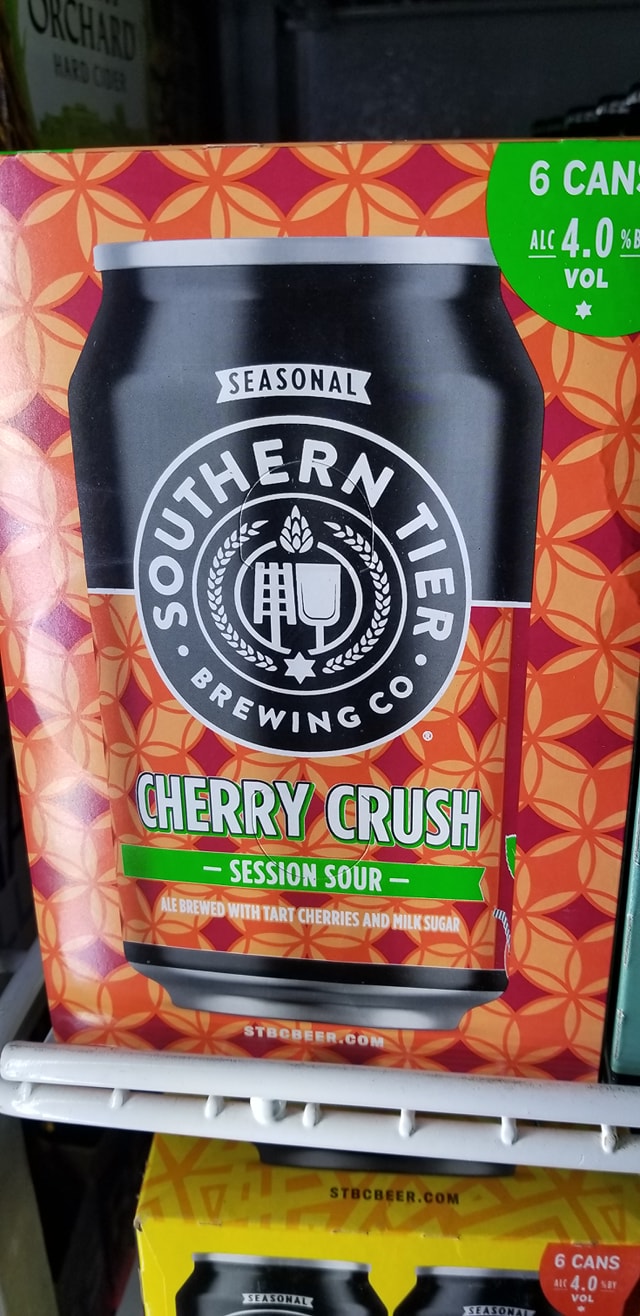 ORCHARD
HARD CIDER
6 CANS
ALC 4.0 %B
VOL
SEASONAL
SOUTHERN TIER
BREWING CO
®
CHERRY CRUSH
— SESSION SOUR —
ALE BREWED WITH TART CHERRIES AND MILK SUGAR
STBCBEER.COM
STBCBEER.COM
6 CANS
ALC 4.0 %BY
VOL
SEASONAL
SEASONAL